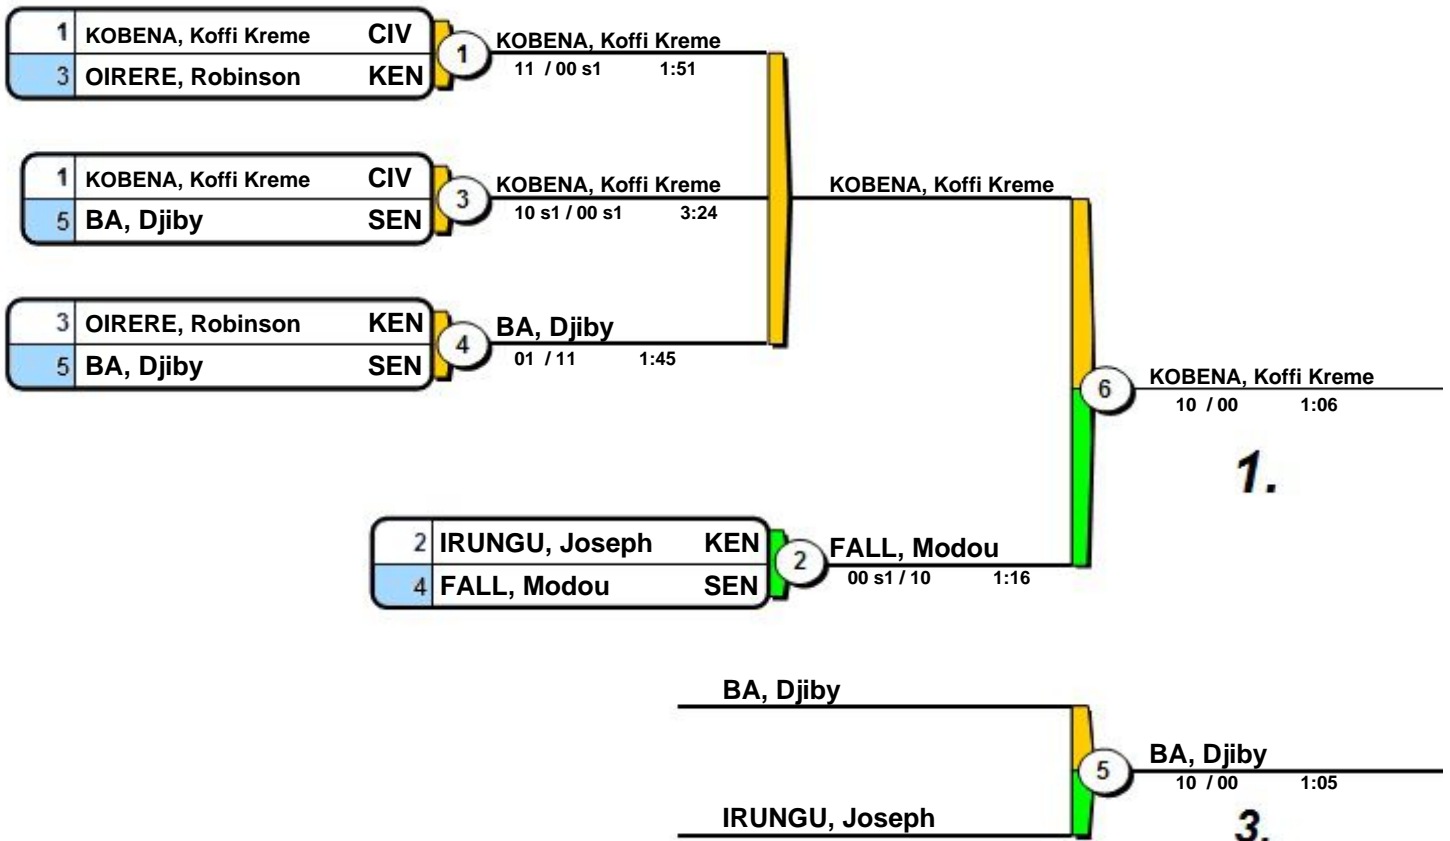 1 KOBENA, Koffi Kreme CIV
3 OIRERE, Robinson KEN
1
KOBENA, Koffi Kreme
11 / 00 s1 1:51
1 KOBENA, Koffi Kreme CIV
5 BA, Djiby SEN
3
KOBENA, Koffi Kreme
10 s1 / 00 s1 3:24
KOBENA, Koffi Kreme
3 OIRERE, Robinson KEN
5 BA, Djiby SEN
4
BA, Djiby
01 / 11 1:45
6
KOBENA, Koffi Kreme
10 / 00 1:06
1.
2 IRUNGU, Joseph KEN
4 FALL, Modou SEN
2
FALL, Modou
00 s1 / 10 1:16
BA, Djiby
IRUNGU, Joseph
5
BA, Djiby
10 / 00 1:05
3.